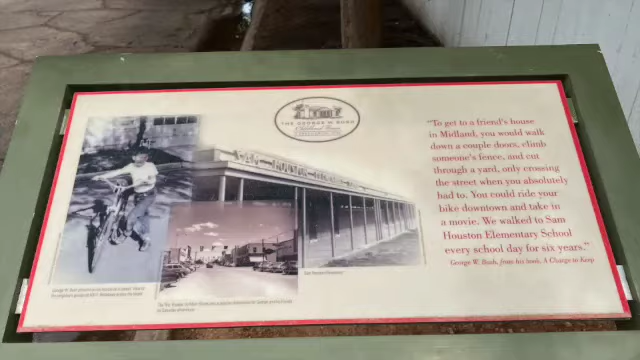 THE GEORGE W. BUSH
Childhood Home
SAM HOUSTON
"To get to a friend's house
in Midland, you would walk
down a couple doors, climb
someone's fence, and cut
through a yard, only crossing
the street when you absolutely
had to. You could ride your
bike downtown and take in
a movie. We walked to Sam
Houston Elementary School
every school day for six years."
George W. Bush, from his book, A Charge to Keep